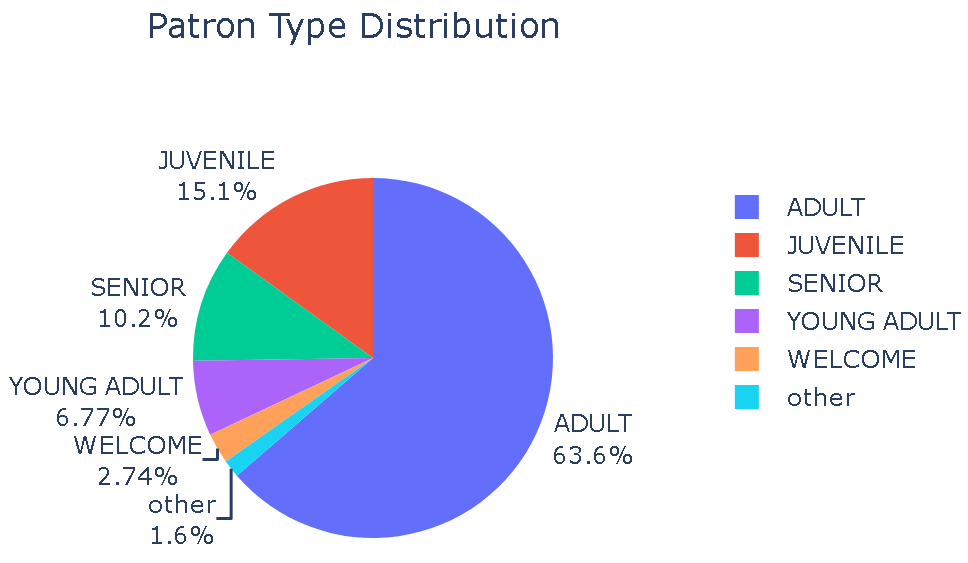 Patron Type Distribution
JUVENILE
15.1%
SENIOR
10.2%
YOUNG ADULT
6.77%
WELCOME
2.74%
other
1.6%
ADULT
63.6%
ADULT
JUVENILE
SENIOR
YOUNG ADULT
WELCOME
other